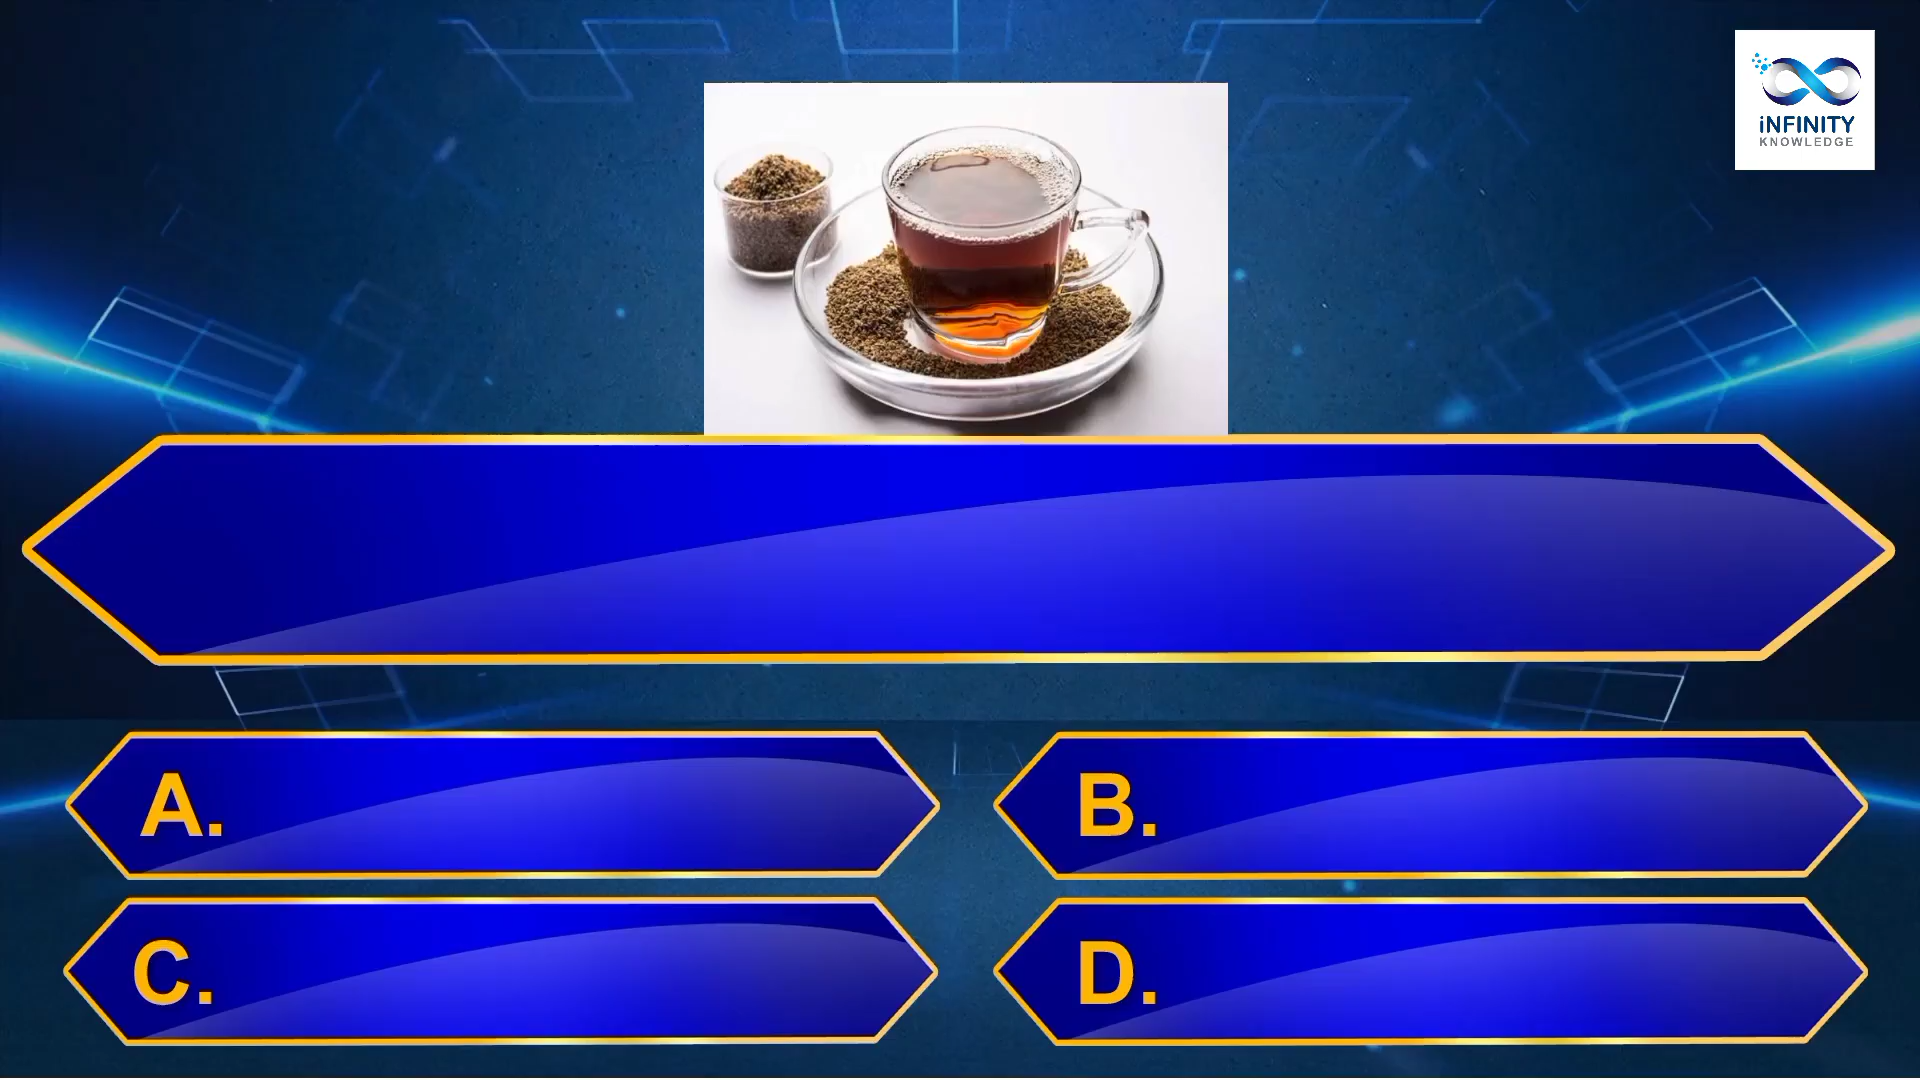 iNFINITY
KNOWLEDGE
A.
B.
C.
D.